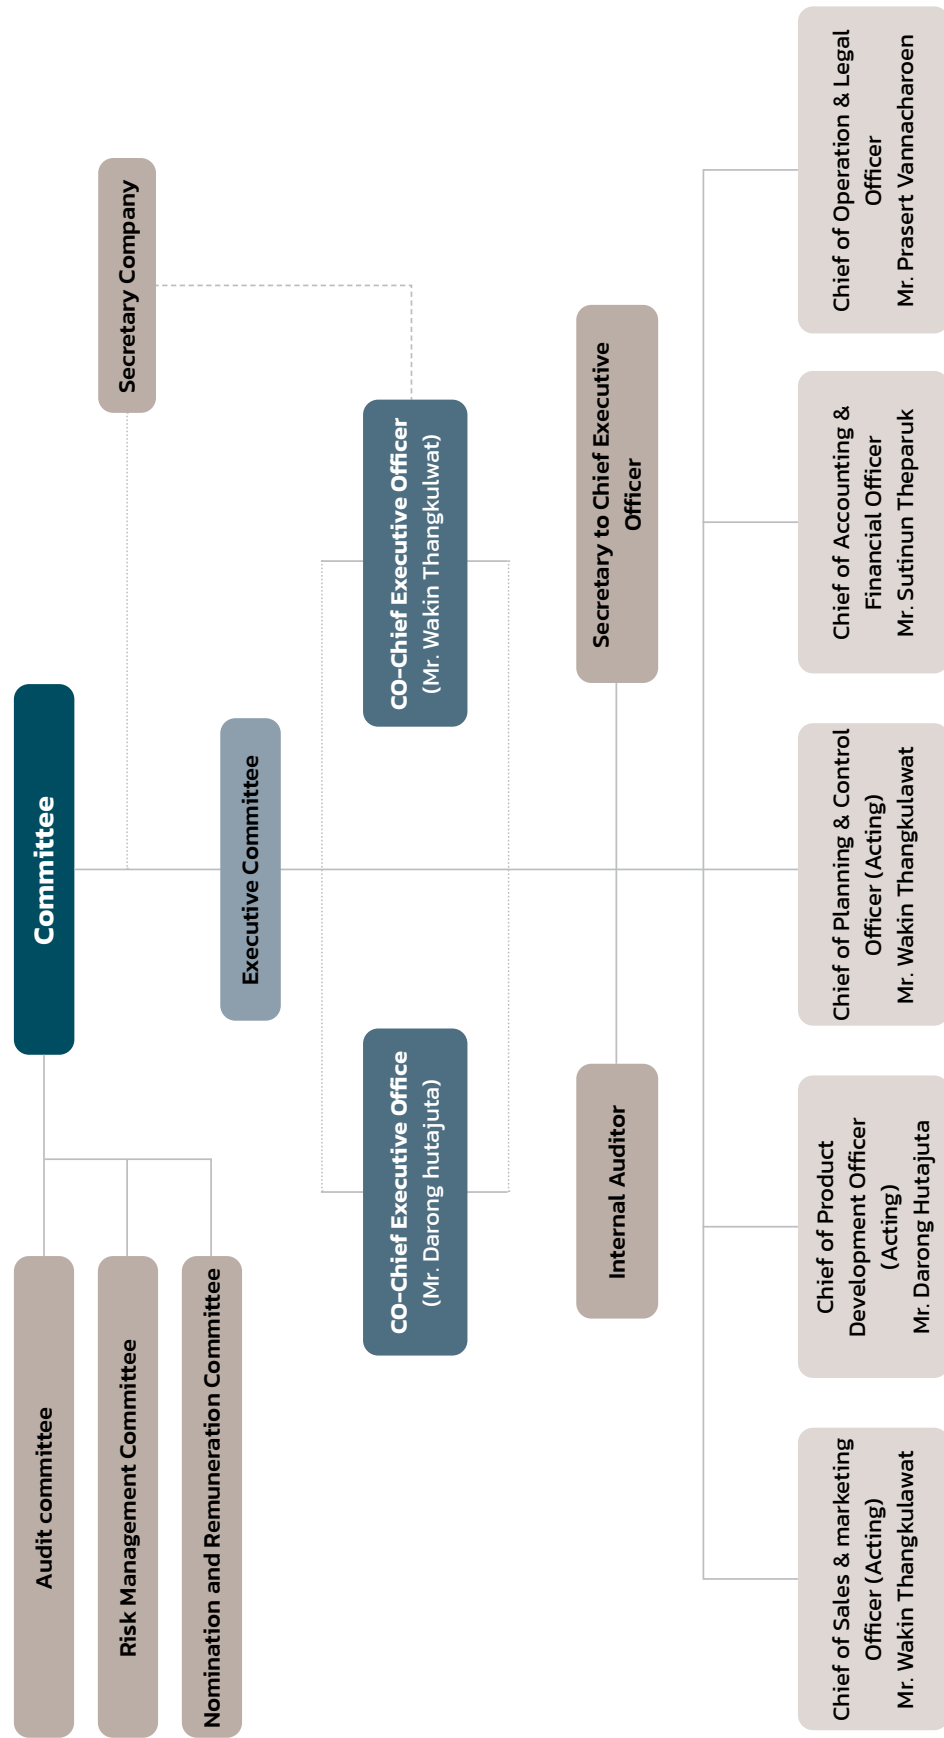 Committee
Secretary Company
Audit committee
Risk Management Committee
Nomination and Remuneration Committee
Executive Committee
CO-Chief Executive Office
(Mr. Darong hutajuta)
CO-Chief Executive Officer
(Mr. Wakin Thangkulwat)
Internal Auditor
Secretary to Chief Executive
Officer
Chief of Sales & marketing
Officer (Acting)
Mr. Wakin Thangkulawat
Chief of Product
Development Officer
(Acting)
Mr. Darong Hutajuta
Chief of Planning & Control
Officer (Acting)
Mr. Wakin Thangkulawat
Chief of Accounting &
Financial Officer
Mr. Sutinun Theparuk
Chief of Operation & Legal
Officer
Mr. Prasert Vannacharoen